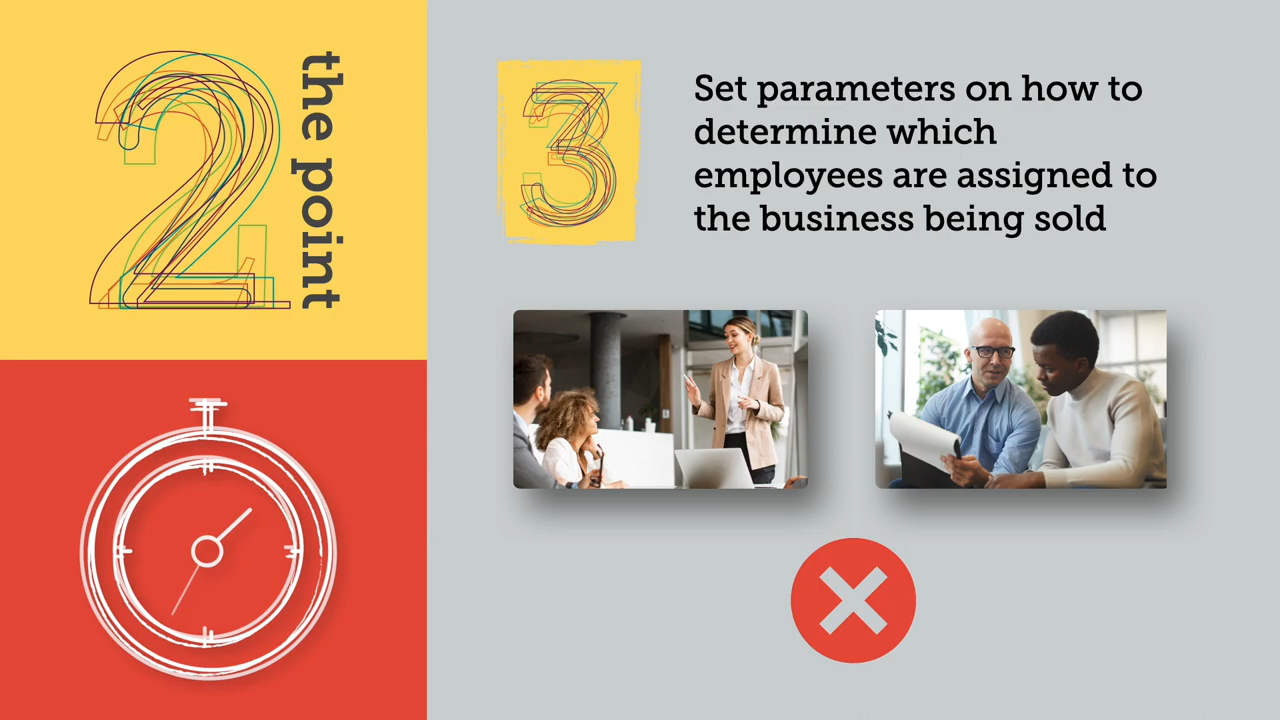 2
the point
3
Set parameters on how to
determine which
employees are assigned to
the business being sold